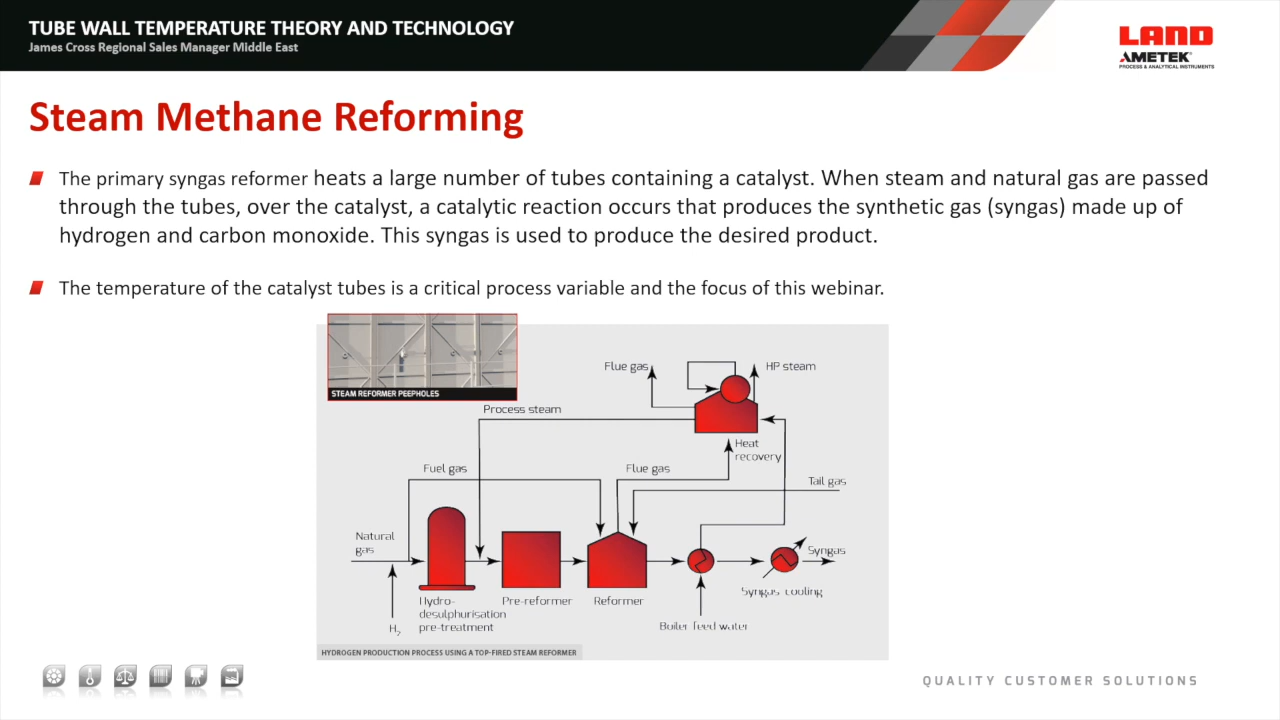 TUBE WALL TEMPERATURE THEORY AND TECHNOLOGY
James Cross Regional Sales Manager Middle East
LAND
AMETEK®
PROCESS & ANALYTICAL INSTRUMENTS
Steam Methane Reforming
The primary syngas reformer heats a large number of tubes containing a catalyst. When steam and natural gas are passed
through the tubes, over the catalyst, a catalytic reaction occurs that produces the synthetic gas (syngas) made up of
hydrogen and carbon monoxide. This syngas is used to produce the desired product.
The temperature of the catalyst tubes is a critical process variable and the focus of this webinar.
STEAM REFORMER PEEPHOLES
Flue gas
HP steam
Process steam
Heat
recovery
Fuel gas
Flue gas
Tail gas
Natural
gas
Syngas
Syngas cooling
Hydro-
desulphurisation
pre-treatment
Pre-reformer
Reformer
H₂
Boiler feed water
HYDROGEN PRODUCTION PROCESS USING A TOP-FIRED STEAM REFORMER
QUALITY CUSTOMER SOLUTIONS